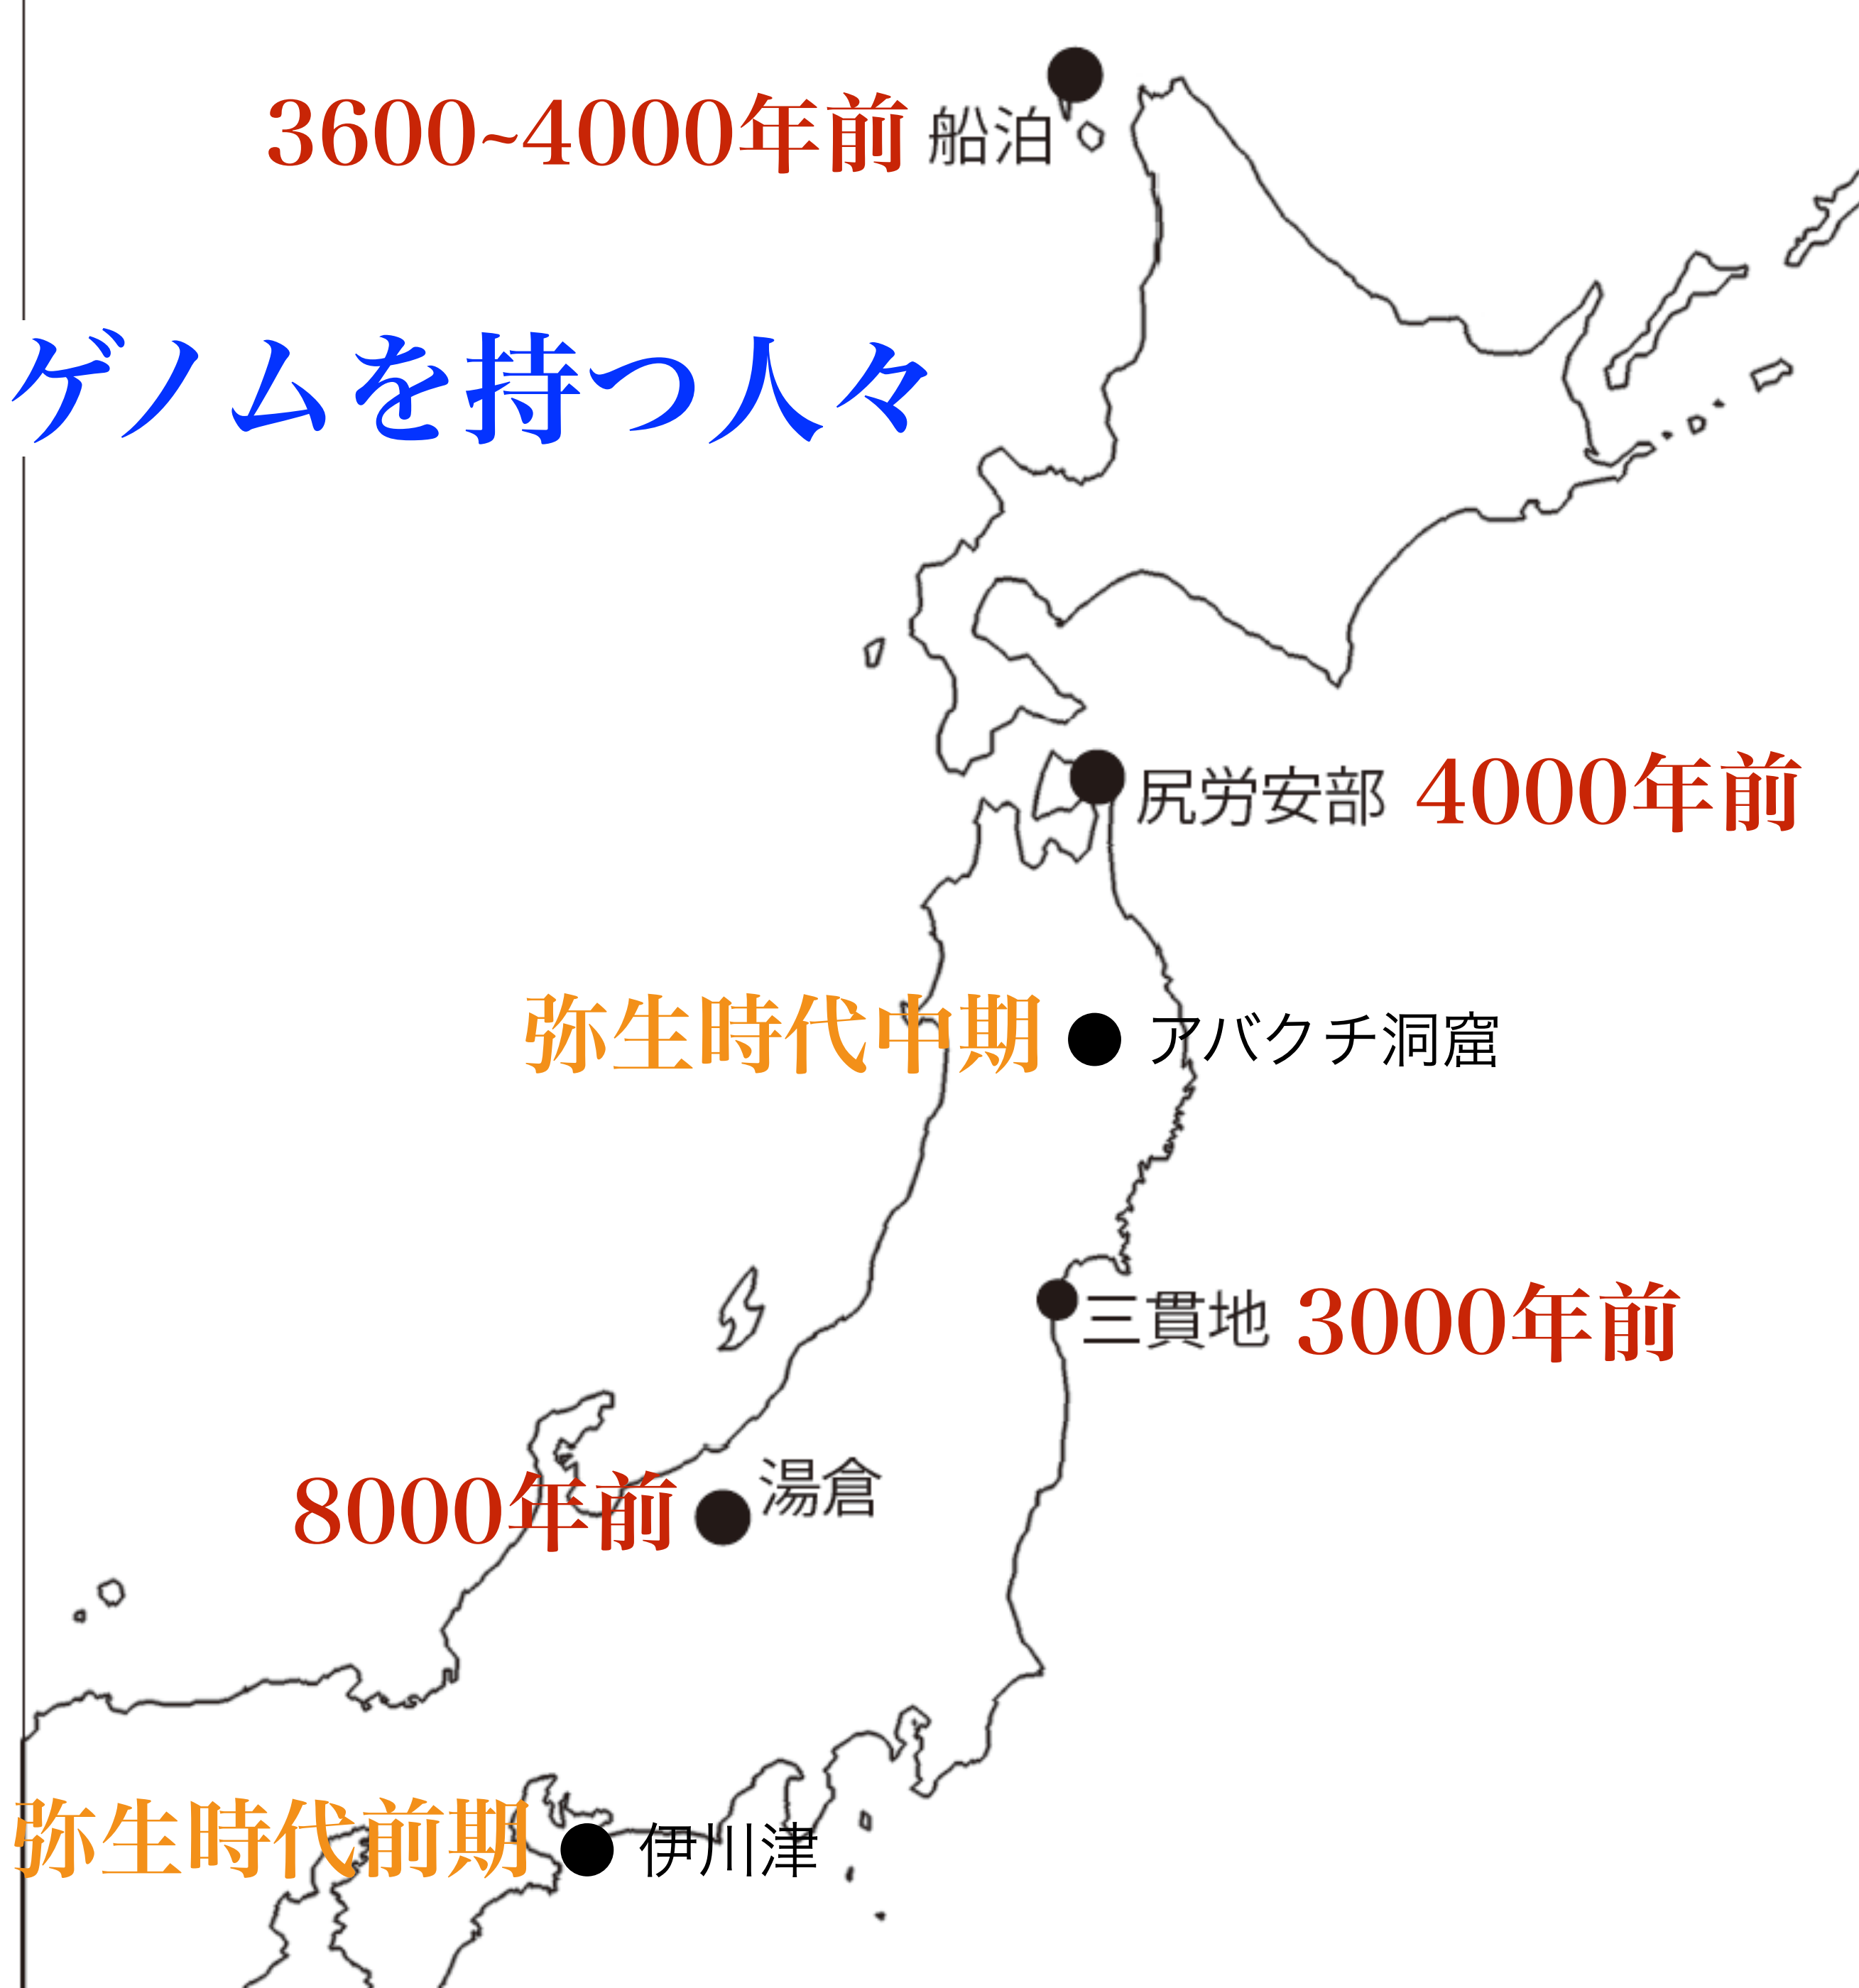 3600~4000年前 船泊
ゲノムを持つ人々
尻労安部 4000年前
弥生時代中期 アバクチ洞窟
三貫地 3000年前
8000年前 湯倉
弥生時代前期 伊川津